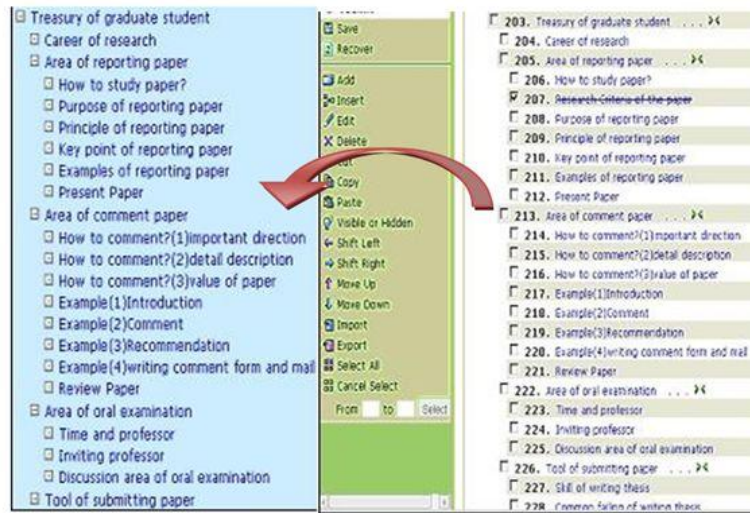 Treasury of graduate student
Career of research
Area of reporting paper
How to study paper?
Purpose of reporting paper
Principle of reporting paper
Key point of reporting paper
Examples of reporting paper
Present Paper
Area of comment paper
How to comment?(1)important direction
How to comment?(2)detail description
How to comment?(3)value of paper
Example(1)Introduction
Example(2)Comment
Example(3)Recommendation
Example(4)writing comment form and mail
Review Paper
Area of oral examination
Time and professor
Inviting professor
Discussion area of oral examination
Tool of submitting paper
Save
Recover
Add
Insert
Edit
Delete
Copy
Paste
Visible or Hidden
Shift Left
Shift Right
Move Up
Move Down
Import
Export
Select All
Cancel Select
From to Select
203. Treasury of graduate student ...
204. Career of research
205. Area of reporting paper ...
206. How to study paper?
207. Research Criteria of the paper
208. Purpose of reporting paper
209. Principle of reporting paper
210. Key point of reporting paper
211. Examples of reporting paper
212. Present Paper
213. Area of comment paper ...
214. How to comment?(1)important direction
215. How to comment?(2)detail description
216. How to comment?(3)value of paper
217. Example(1)Introduction
218. Example(2)Comment
219. Example(3)Recommendation
220. Example(4)writing comment form and mail
221. Review Paper
222. Area of oral examination ...
223. Time and professor
224. Inviting professor
225. Discussion area of oral examination
226. Tool of submitting paper ...
227. Skill of writing thesis
228. Common failing of writing thesis